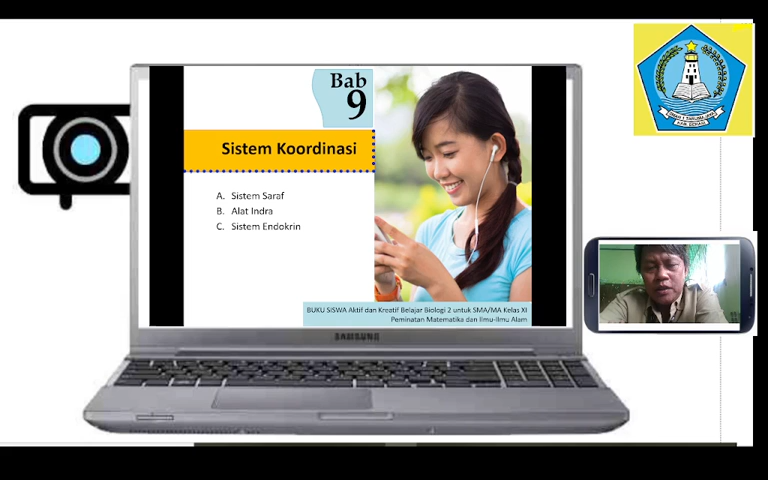 Bab
9
Sistem Koordinasi
A. Sistem Saraf
B. Alat Indra
C. Sistem Endokrin
BUKU SISWA Aktif dan Kreatif Belajar Biologi 2 untuk SMA/MA Kelas XI
Peminatan Matematika dan Ilmu-Ilmu Alam
SAMSUNG